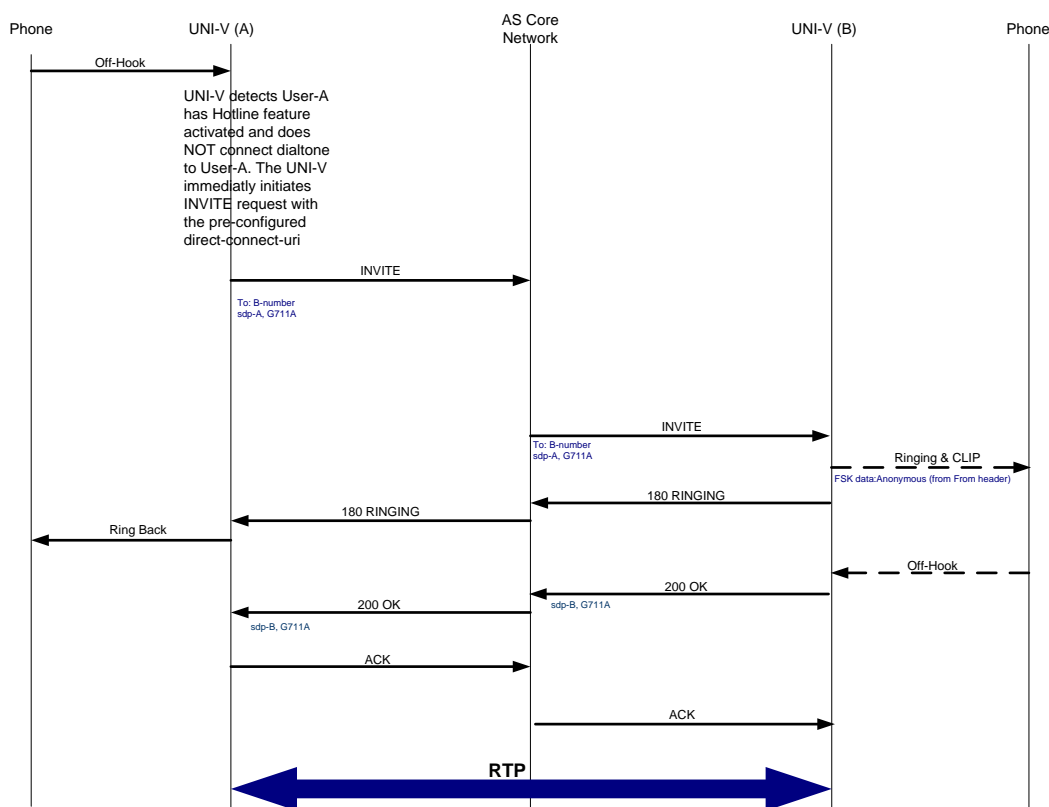 Phone
UNI-V (A)
AS Core
Network
UNI-V (B)
Phone
Off-Hook
UNI-V detects User-A
has Hotline feature
activated and does
NOT connect dialtone
to User-A. The UNI-V
immediatly initiates
INVITE request with
the pre-configured
direct-connect-uri
INVITE
To: B-number
sdp-A, G711A
INVITE
To: B-number
sdp-A, G711A
Ringing & CLIP
FSK data:Anonymous (from From header)
180 RINGING
180 RINGING
Ring Back
Off-Hook
200 OK
sdp-B, G711A
200 OK
sdp-B, G711A
ACK
ACK
RTP